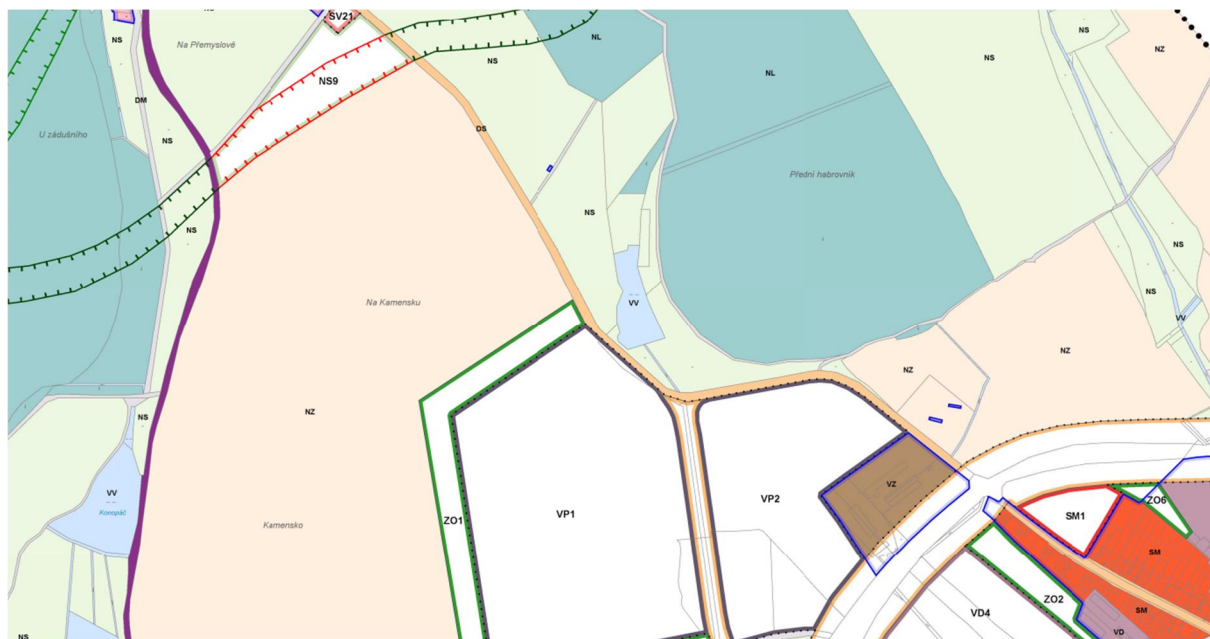 NS
SV21
NS
Na Přemyslově
NL
NS
NS
NZ
NS9
NL
DM
DS
U zádušního
NS
Přední habrovník
NS
NS
NS
NS
Na Kamensku
VV
VV
NZ
NZ
NZ
NS
VV
Konopáč
VZ
VP2
ZO1
VP1
ZO6
SM1
Kamensko
SM
ZO2
SM
VD4
VD
NS